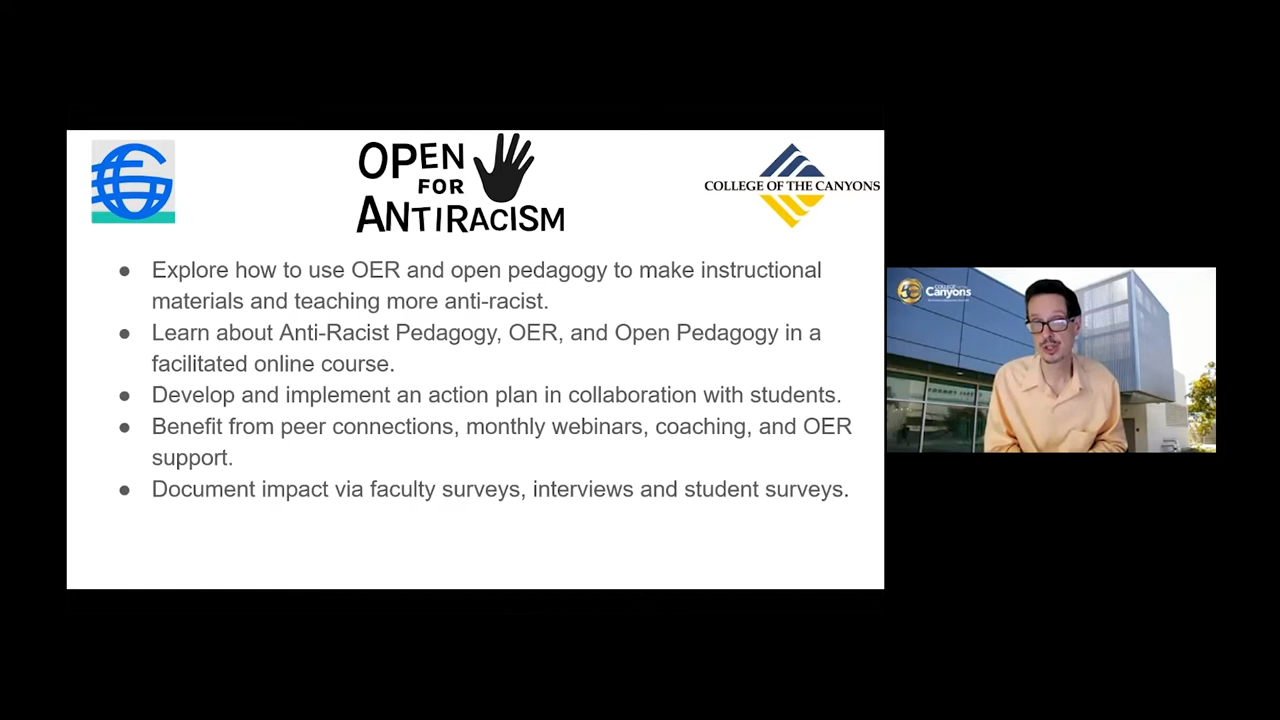 OPEN
FOR
ANTIRACISM
COLLEGE OF THE CANYONS
● Explore how to use OER and open pedagogy to make instructional
materials and teaching more anti-racist.
● Learn about Anti-Racist Pedagogy, OER, and Open Pedagogy in a
facilitated online course.
● Develop and implement an action plan in collaboration with students.
● Benefit from peer connections, monthly webinars, coaching, and OER
support.
● Document impact via faculty surveys, interviews and student surveys.
Canyons